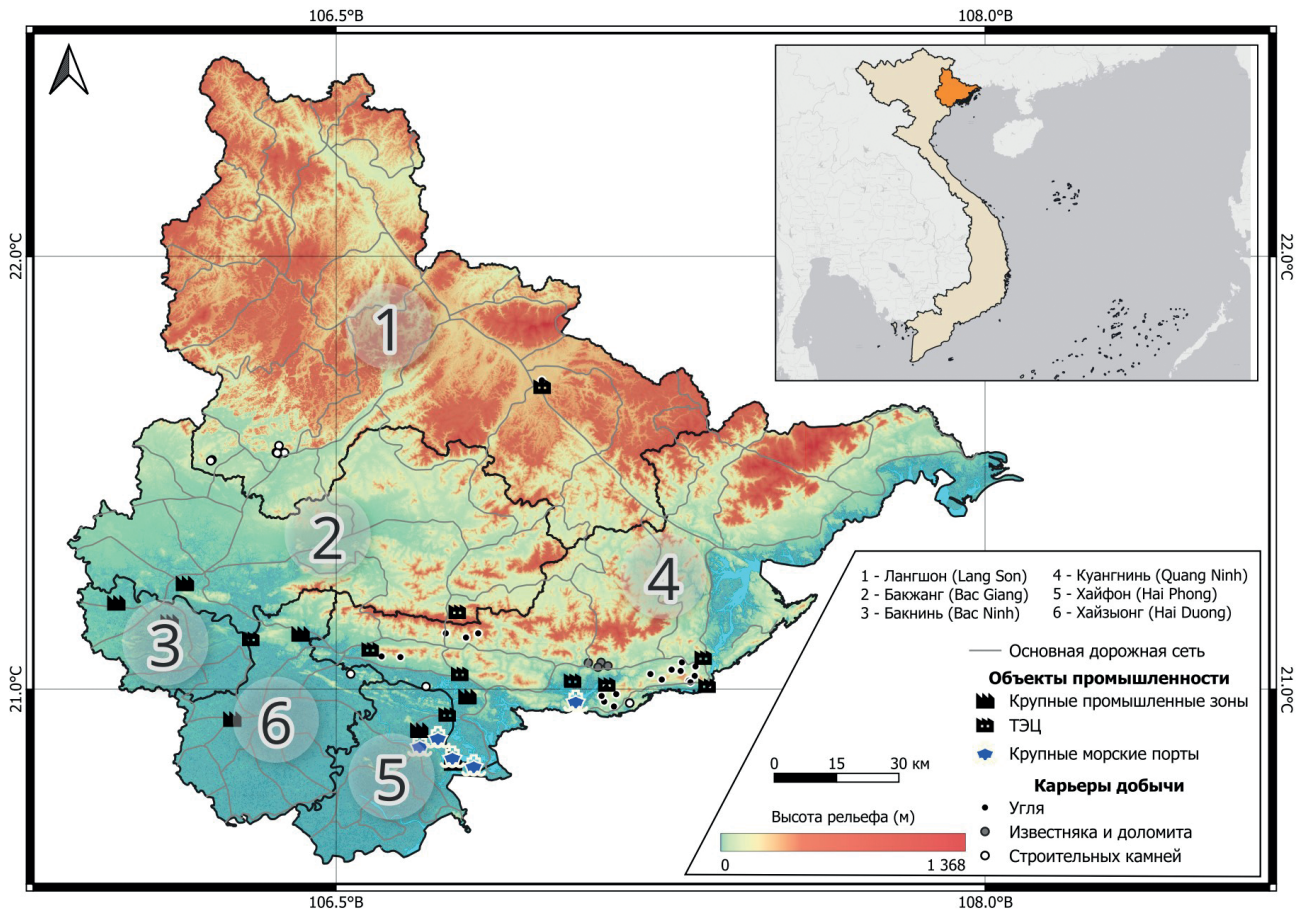 106.5°В
108.0°В
22.0°С
22.0°С
1
2
3
4
5
6
1 - Лангшон (Lang Son)
2 - Бакжанг (Bac Giang)
3 - Бакнинь (Bac Ninh)
4 - Куангнинь (Quang Ninh)
5 - Хайфон (Hai Phong)
6 - Хайзыонг (Hai Duong)
Основная дорожная сеть
Объекты промышленности
Крупные промышленные зоны
ТЭЦ
Крупные морские порты
Карьеры добычи
Угля
Известняка и доломита
Строительных камней
0 15 30 км
Высота рельефа (м)
0 1 368
21.0°С
21.0°С
106.5°В
108.0°В